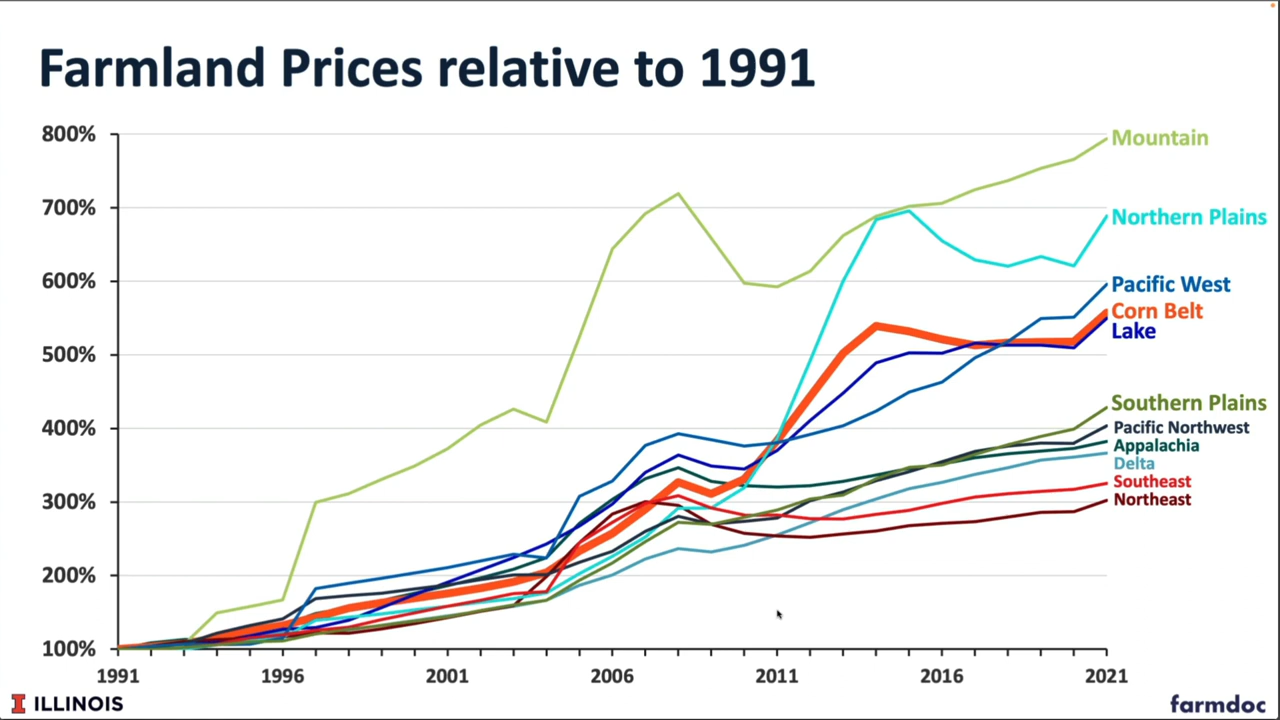 Farmland Prices relative to 1991
800%
700%
600%
500%
400%
300%
200%
100%
Mountain
Northern Plains
Pacific West
Corn Belt
Lake
Southern Plains
Pacific Northwest
Appalachia
Delta
Southeast
Northeast
1991 1996 2001 2006 2011 2016 2021
I ILLINOIS
farmdoc